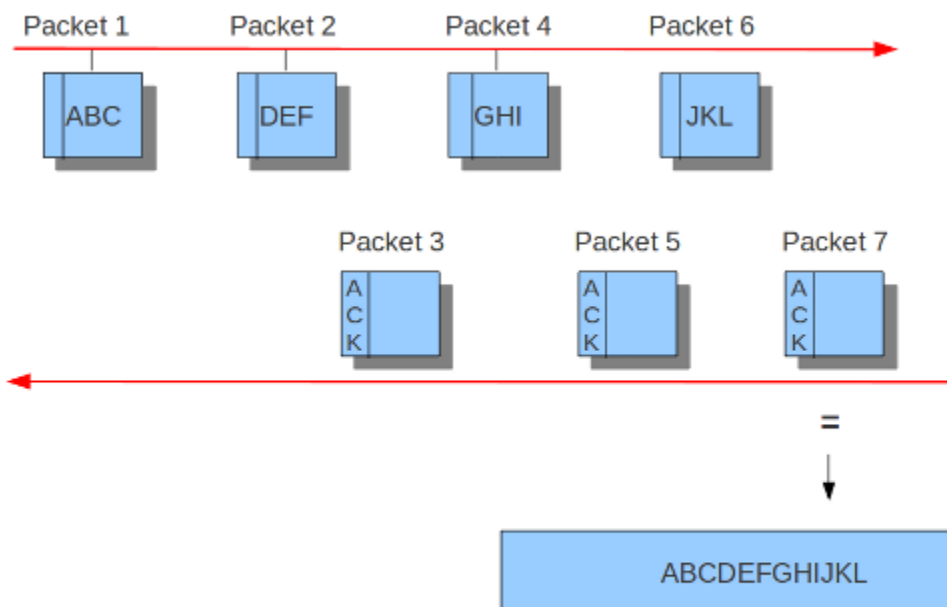 Packet 1 Packet 2 Packet 4 Packet 6
ABC DEF GHI JKL
Packet 3 Packet 5 Packet 7
A A A
C C C
K K K
=
ABCDEFGHIJKL